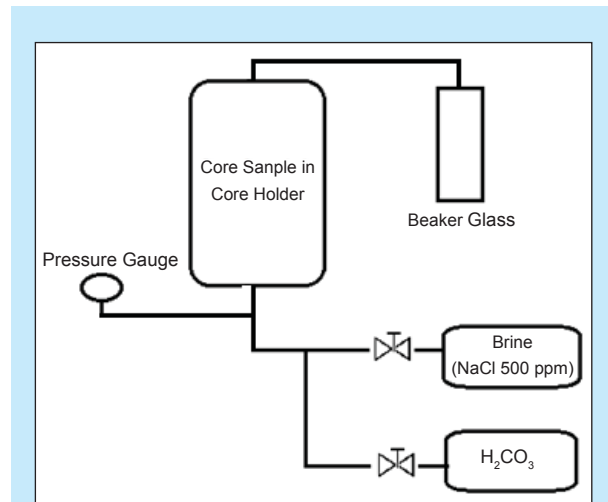 Core Sanple in
Core Holder
Beaker Glass
Pressure Gauge
Brine
(NaCl 500 ppm)
H₂CO₃